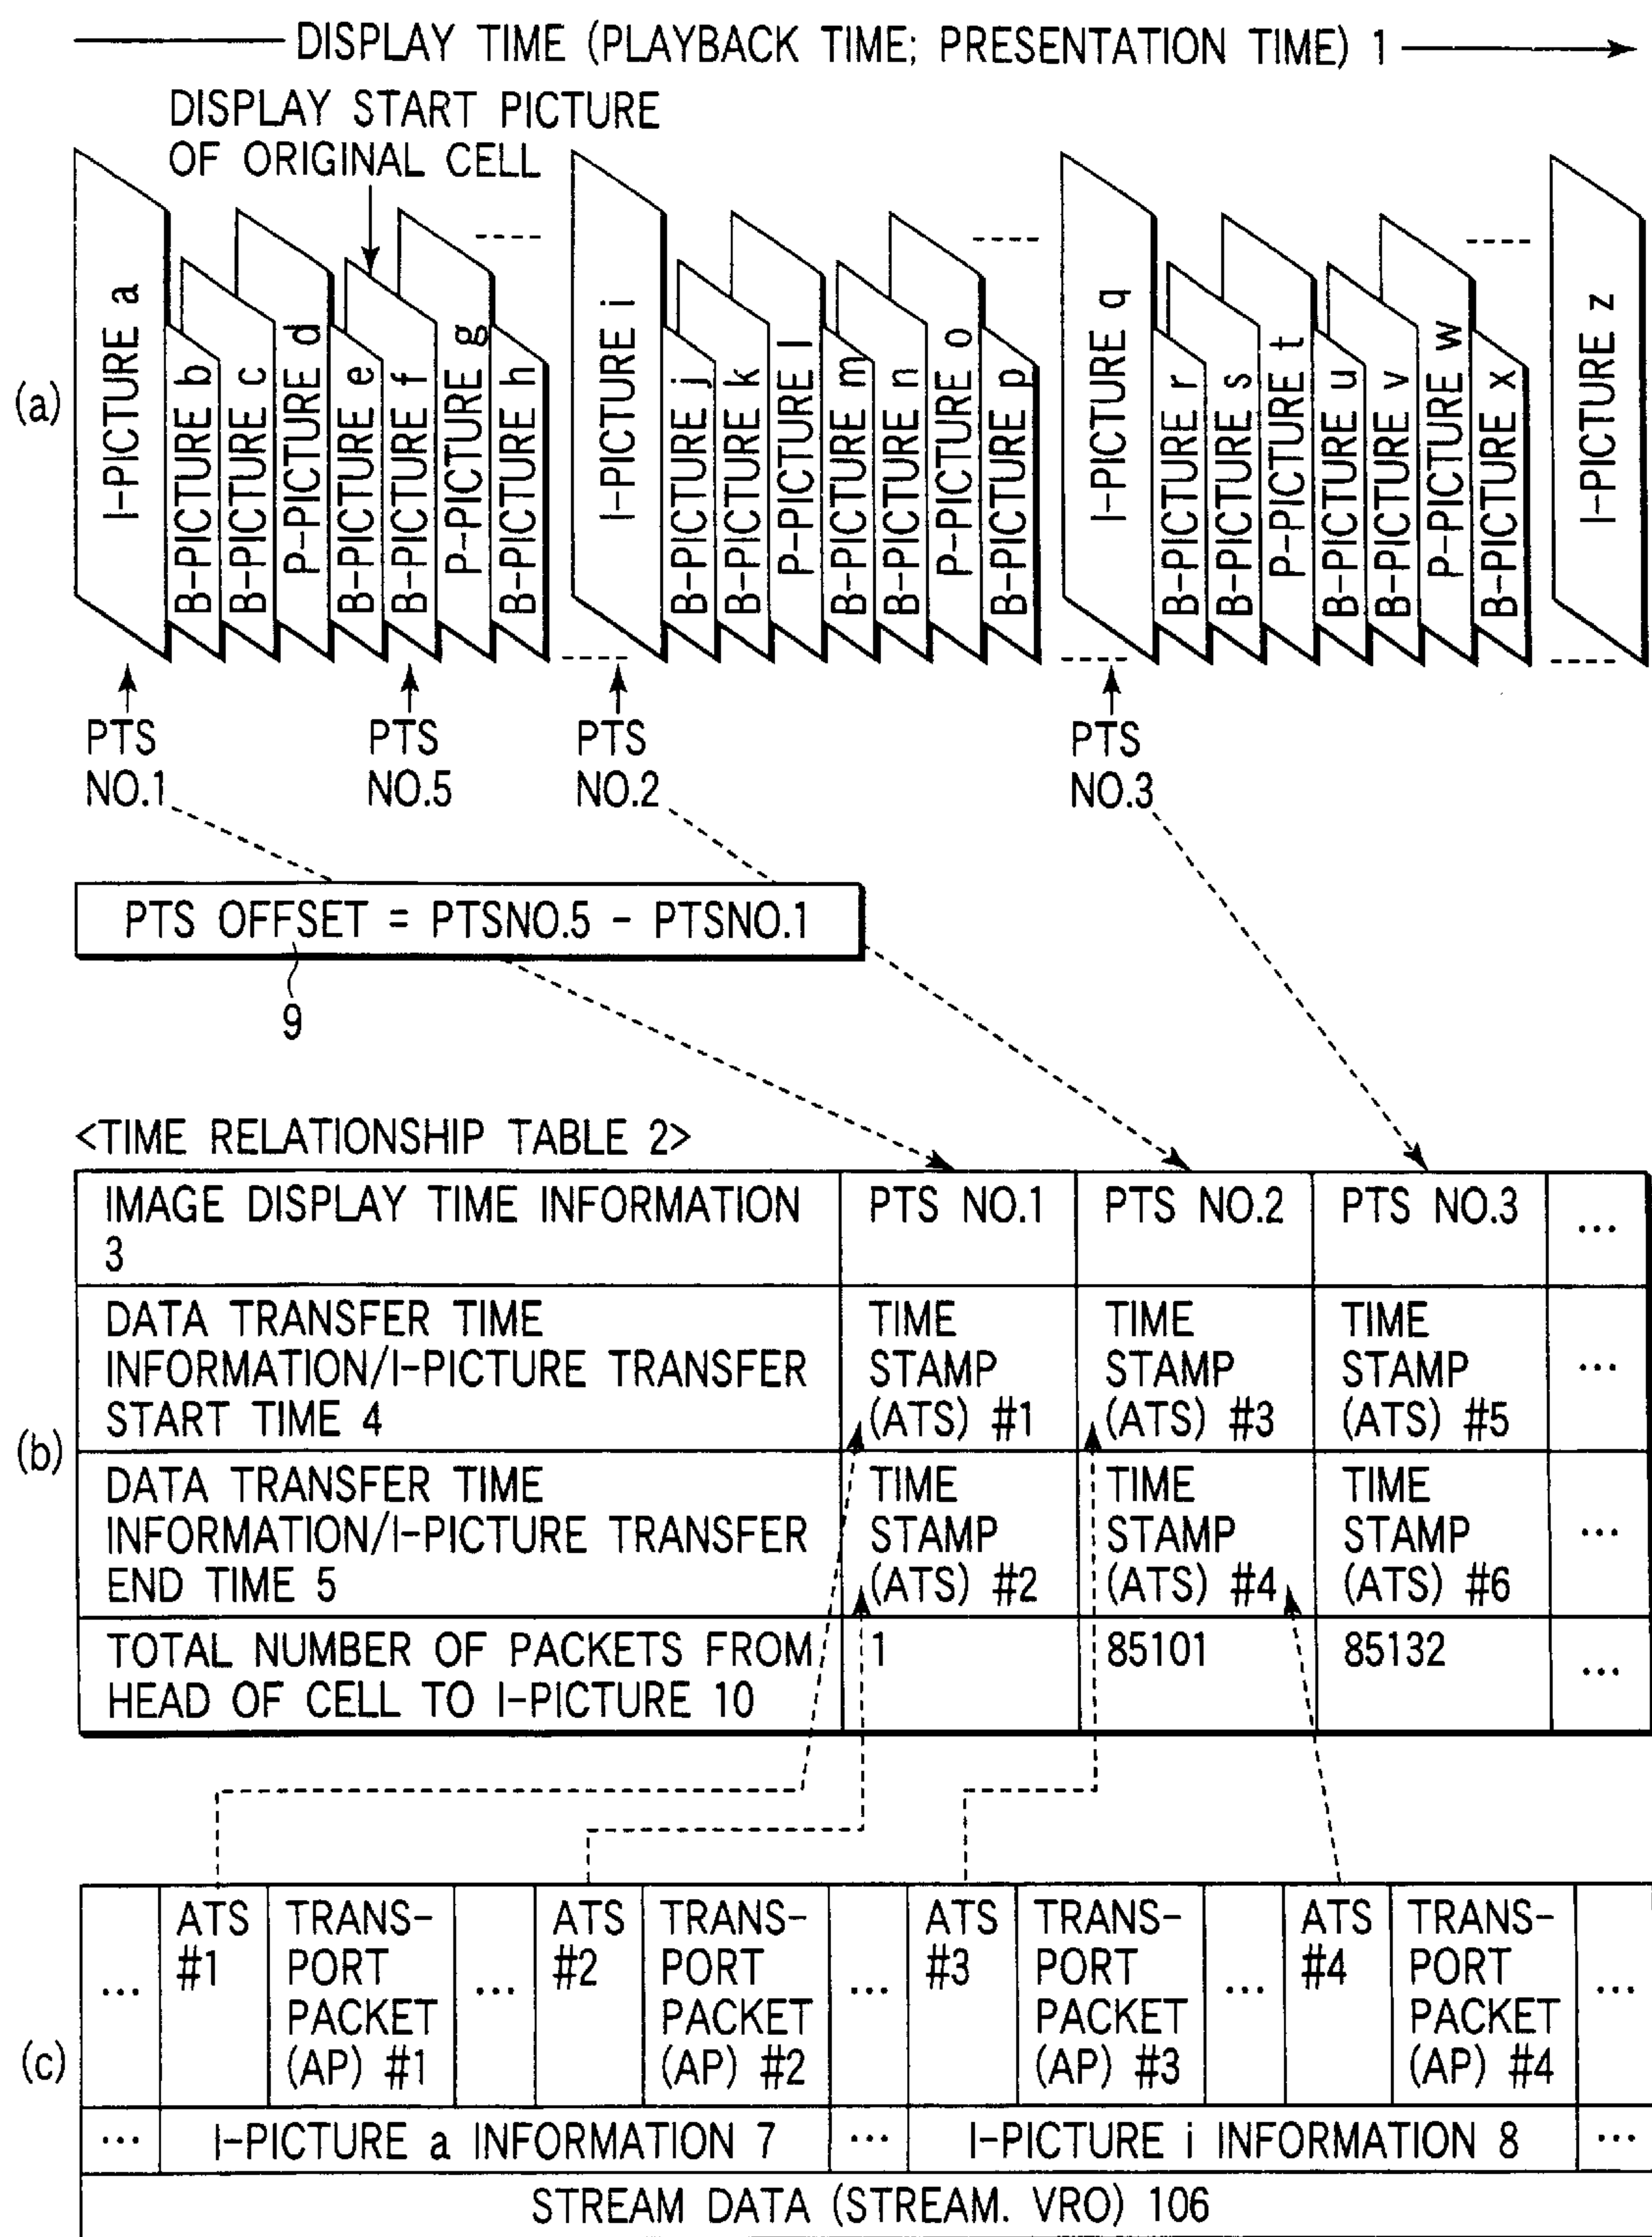 DISPLAY TIME (PLAYBACK TIME; PRESENTATION TIME) 1
DISPLAY START PICTURE
OF ORIGINAL CELL
(a)
I-PICTURE a
B-PICTURE b
B-PICTURE c
P-PICTURE d
B-PICTURE e
B-PICTURE f
P-PICTURE g
B-PICTURE h
I-PICTURE i
B-PICTURE j
B-PICTURE k
P-PICTURE l
B-PICTURE m
B-PICTURE n
P-PICTURE o
B-PICTURE p
I-PICTURE q
B-PICTURE r
B-PICTURE s
P-PICTURE t
B-PICTURE u
B-PICTURE v
P-PICTURE w
B-PICTURE x
I-PICTURE z
PTS
NO.1
PTS
NO.5
PTS
NO.2
PTS
NO.3
PTS OFFSET = PTSNO.5 - PTSNO.1
9
<TIME RELATIONSHIP TABLE 2>
(b)
IMAGE DISPLAY TIME INFORMATION
3
PTS NO.1
PTS NO.2
PTS NO.3
...
DATA TRANSFER TIME
INFORMATION/I-PICTURE TRANSFER
START TIME 4
TIME
STAMP
(ATS) #1
TIME
STAMP
(ATS) #3
TIME
STAMP
(ATS) #5
...
DATA TRANSFER TIME
INFORMATION/I-PICTURE TRANSFER
END TIME 5
TIME
STAMP
(ATS) #2
TIME
STAMP
(ATS) #4
TIME
STAMP
(ATS) #6
...
TOTAL NUMBER OF PACKETS FROM
HEAD OF CELL TO I-PICTURE 10
1
85101
85132
...
(c)
...
ATS
#1
TRANS-
PORT
PACKET
(AP) #1
...
ATS
#2
TRANS-
PORT
PACKET
(AP) #2
...
ATS
#3
TRANS-
PORT
PACKET
(AP) #3
...
ATS
#4
TRANS-
PORT
PACKET
(AP) #4
...
...
I-PICTURE a INFORMATION 7
...
I-PICTURE i INFORMATION 8
...
STREAM DATA (STREAM. VRO) 106